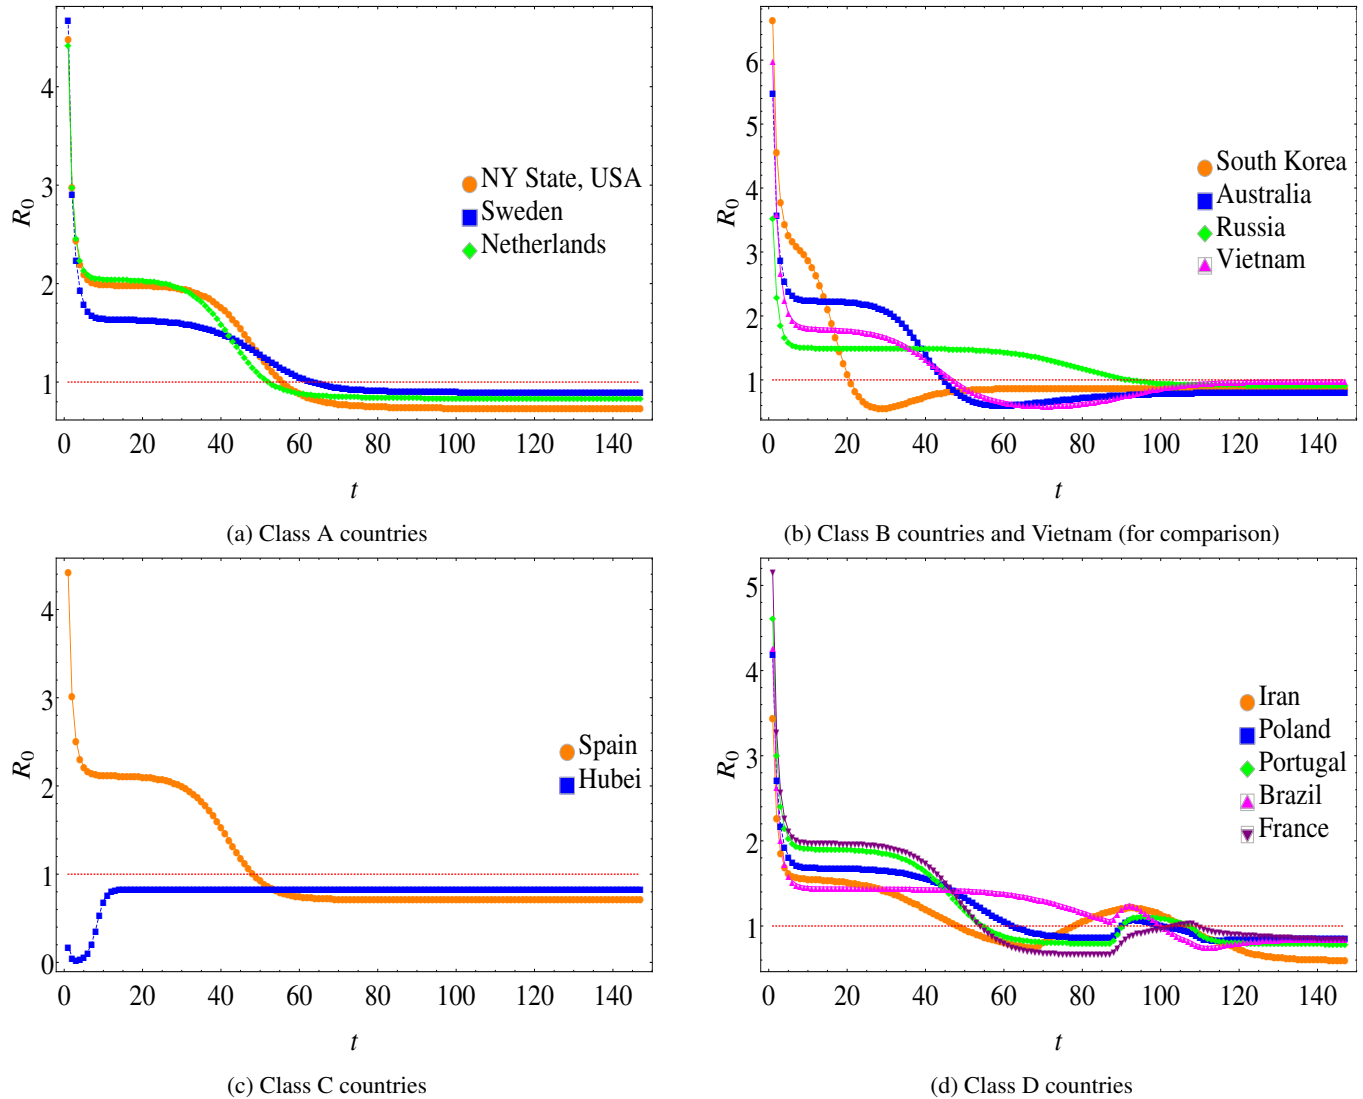 4
3
2
1
R0
NY State, USA
Sweden
Netherlands
0 20 40 60 80 100 120 140
t
(a) Class A countries
6
5
4
3
2
1
R0
South Korea
Australia
Russia
Vietnam
0 20 40 60 80 100 120 140
t
(b) Class B countries and Vietnam (for comparison)
4
3
2
1
0
R0
Spain
Hubei
0 20 40 60 80 100 120 140
t
(c) Class C countries
5
4
3
2
1
R0
Iran
Poland
Portugal
Brazil
France
0 20 40 60 80 100 120 140
t
(d) Class D countries